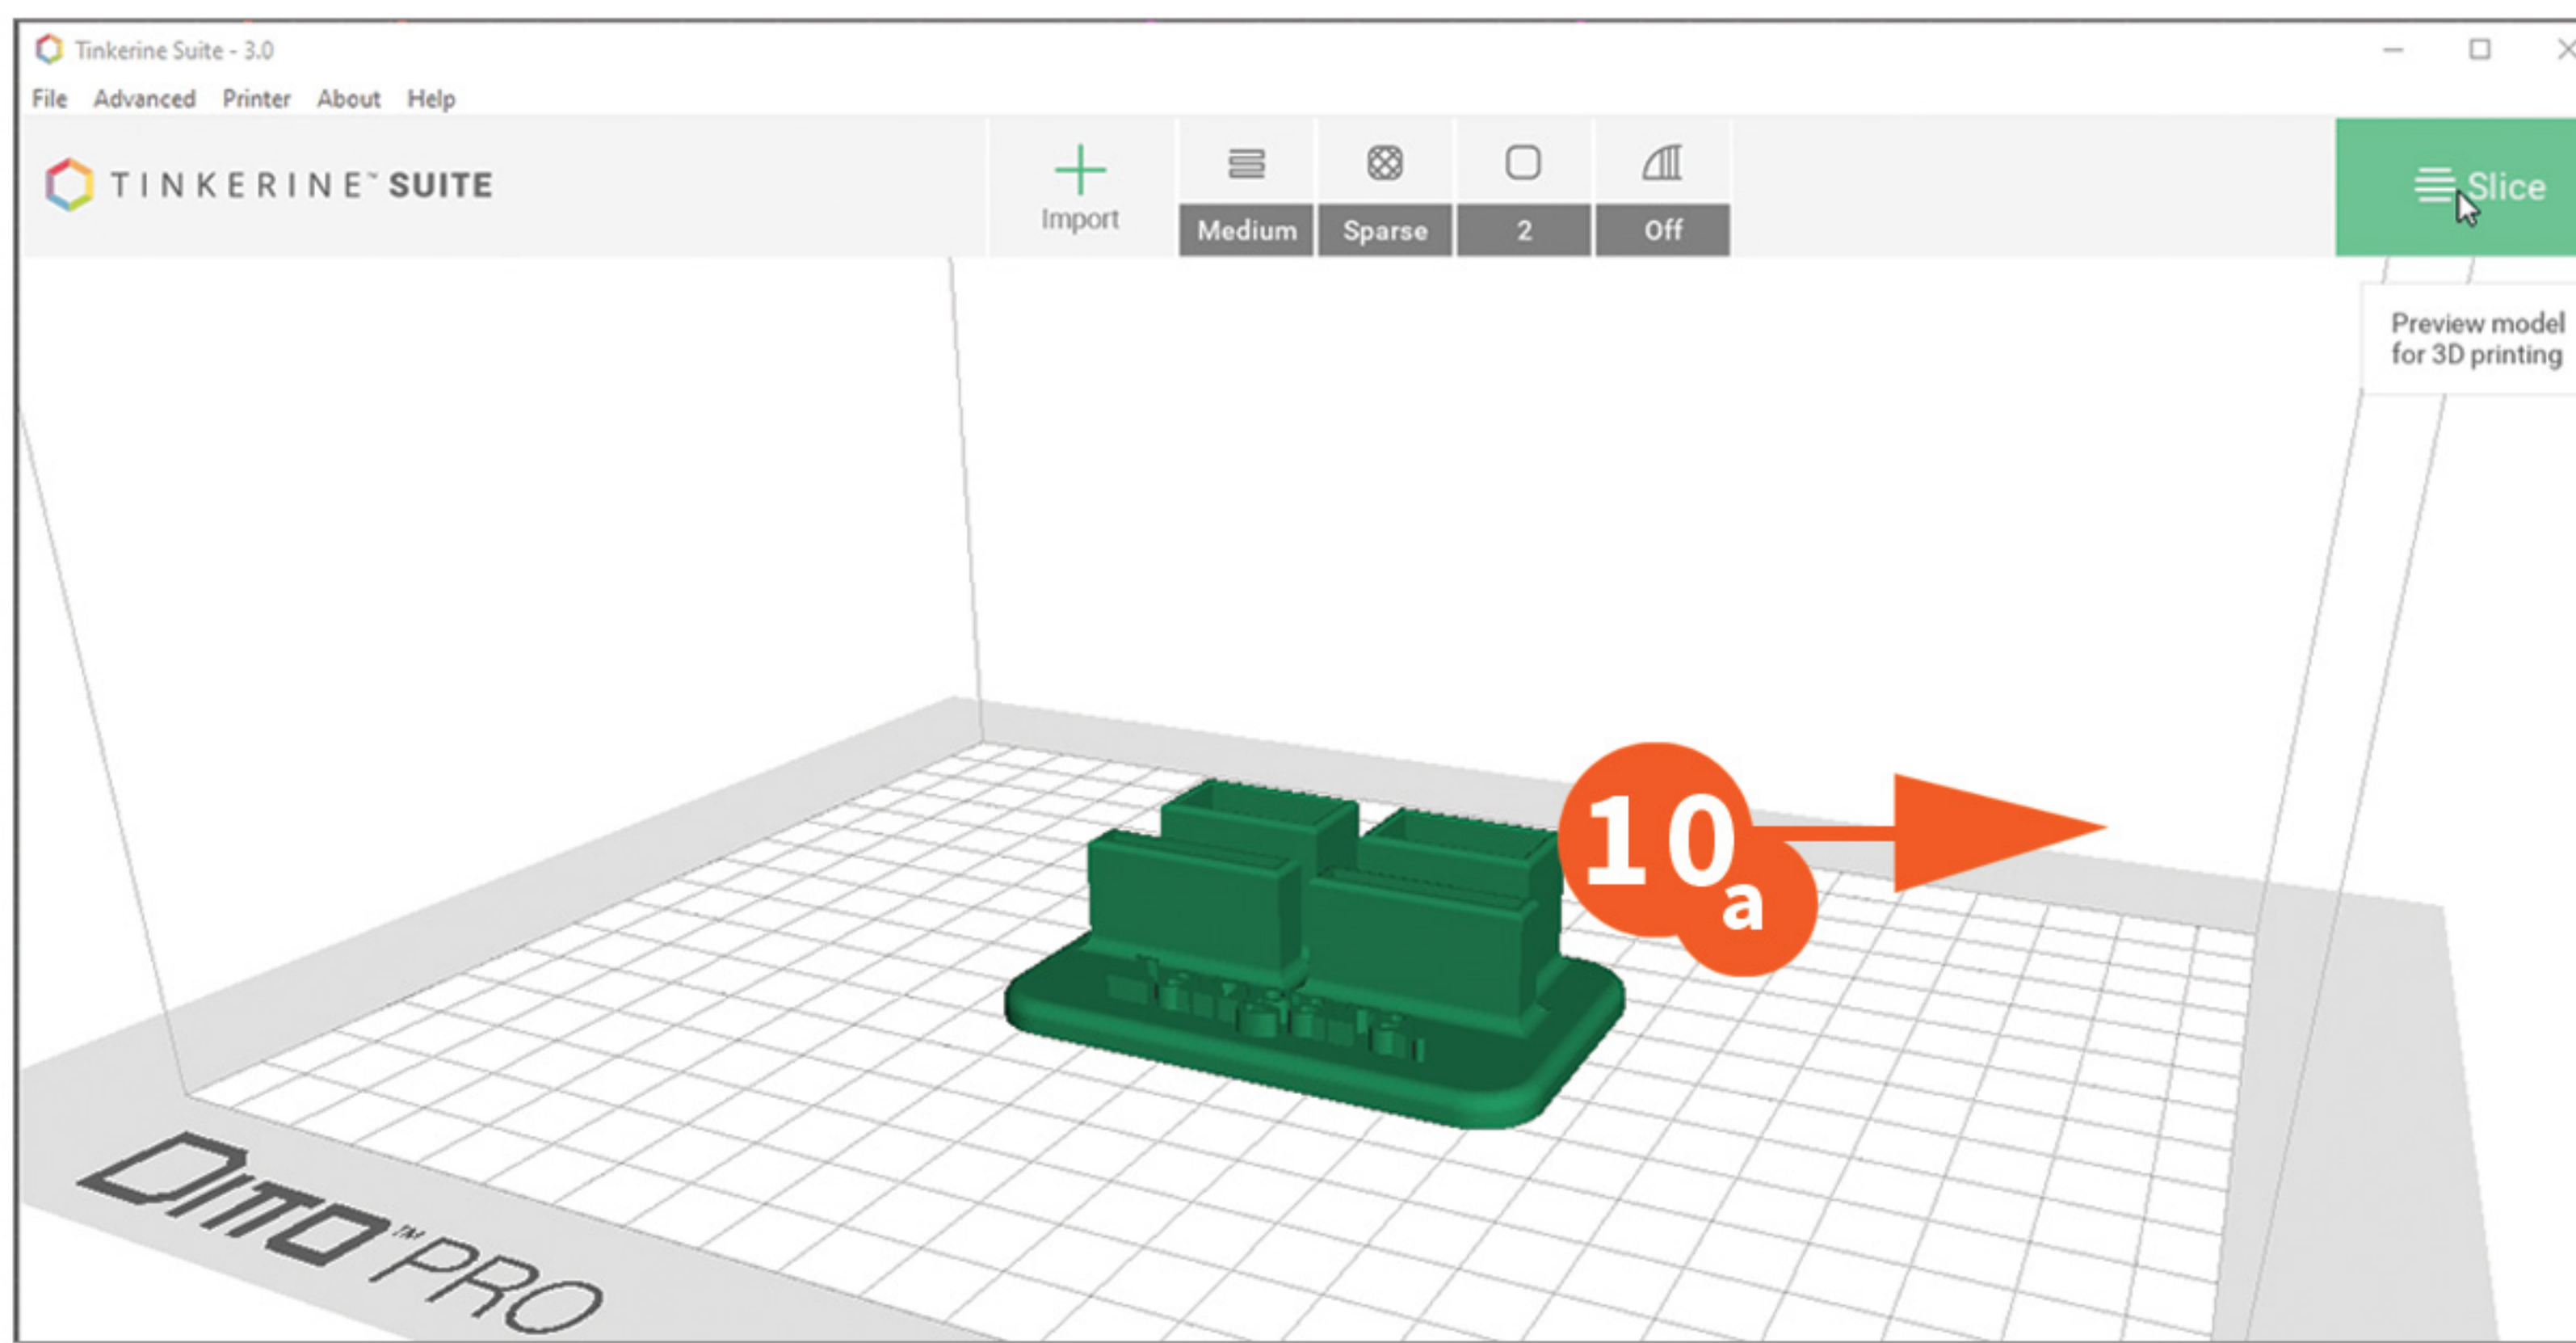 Tinkerine Suite - 3.0
File Advanced Printer About Help
TINKERINE™ SUITE
Import
Medium
Sparse
2
Off
Slice
Preview model
for 3D printing
10
a
DITTO™ PRO